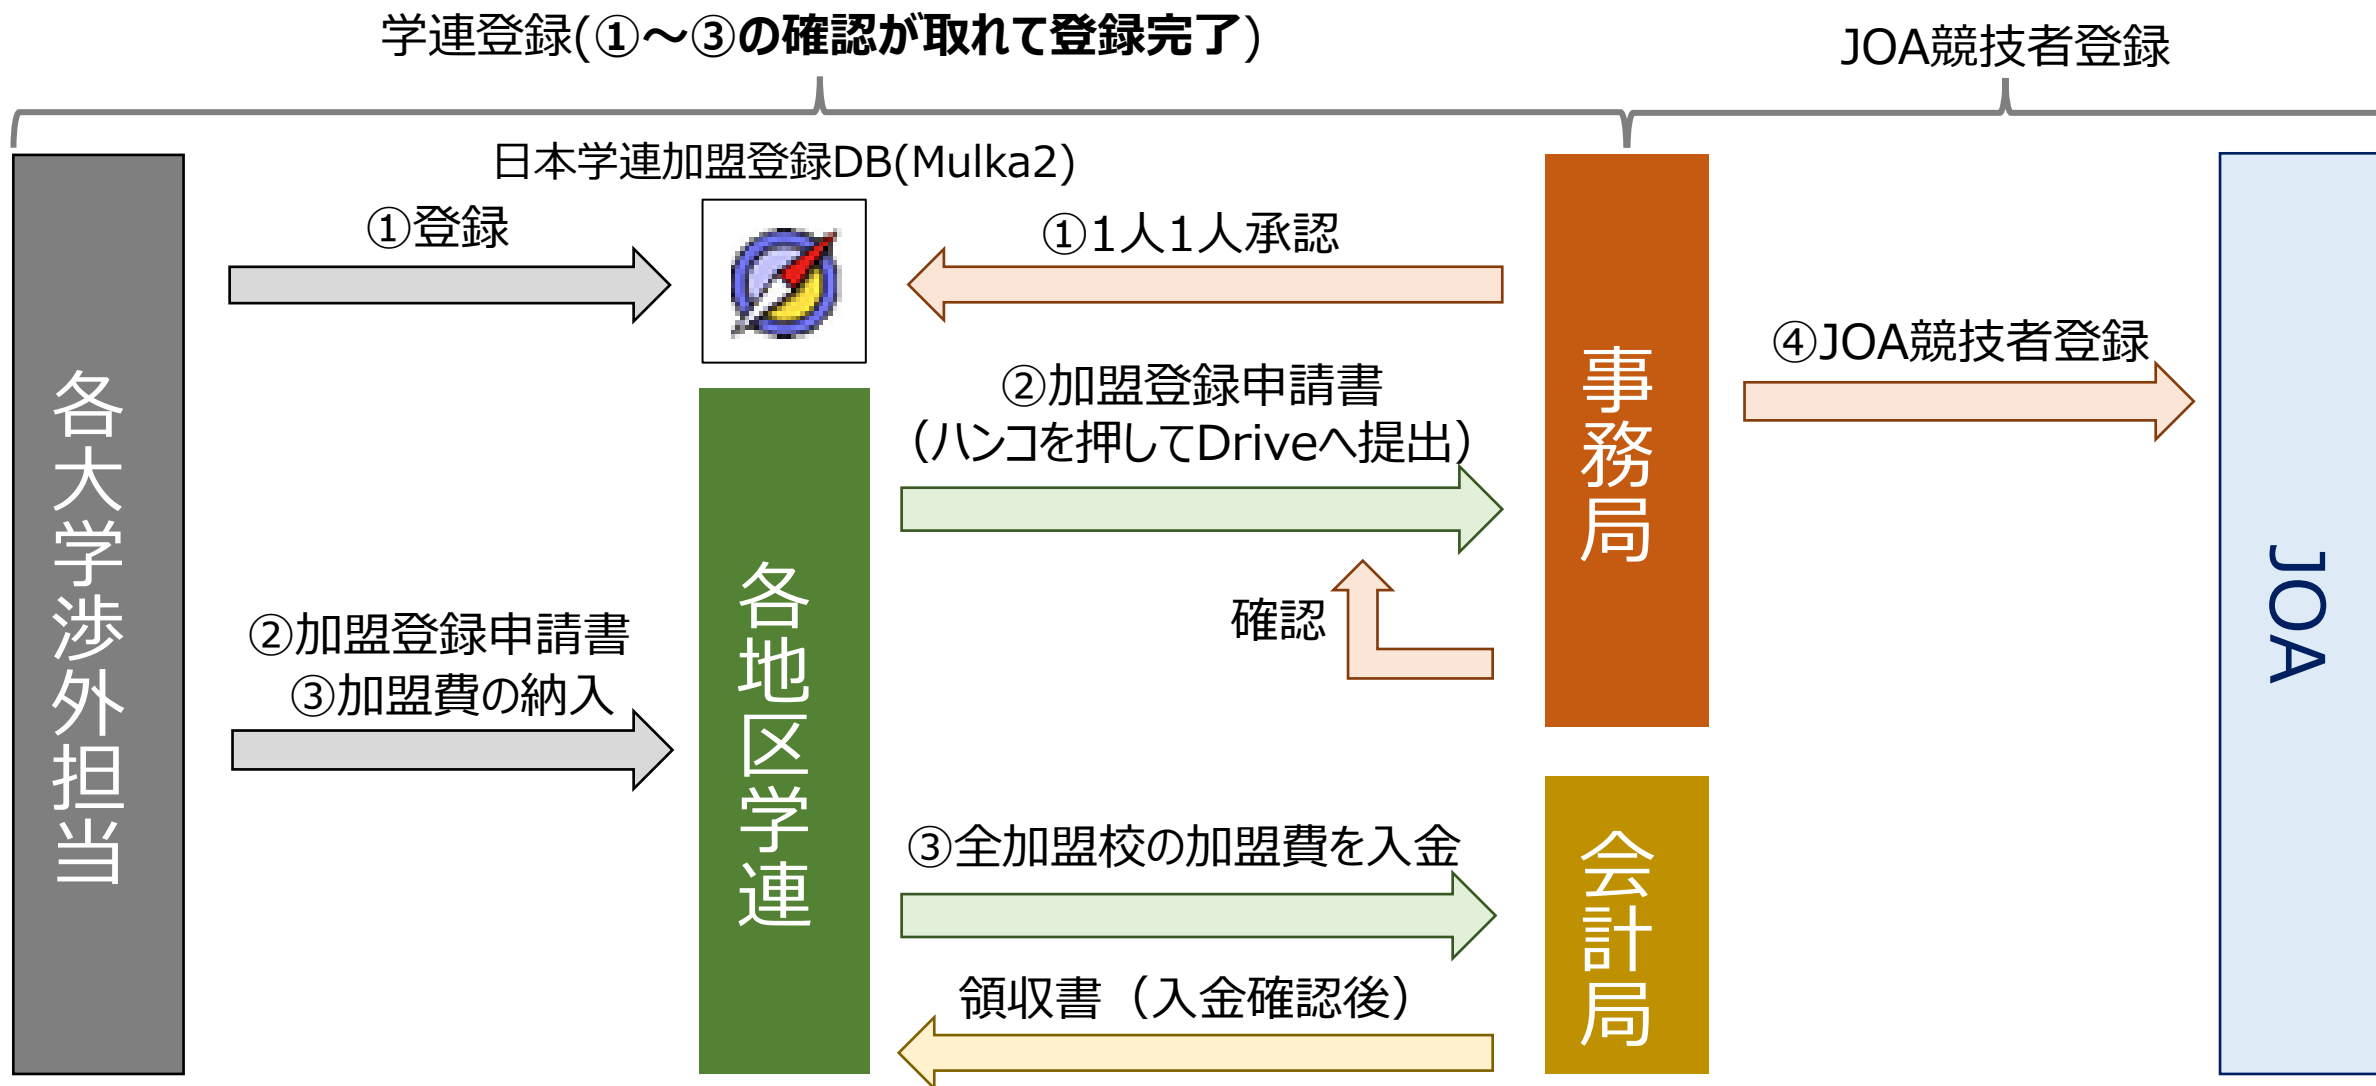 学連登録(①～③の確認が取れて登録完了)
JOA競技者登録
日本学連加盟登録DB(Mulka2)
①登録
①1人1人承認
④JOA競技者登録
②加盟登録申請書
（ハンコを押してDriveへ提出）
確認
各大学渉外担当
②加盟登録申請書
③加盟費の納入
各地区学連
事務局
JOA
③全加盟校の加盟費を入金
領収書（入金確認後）
会計局